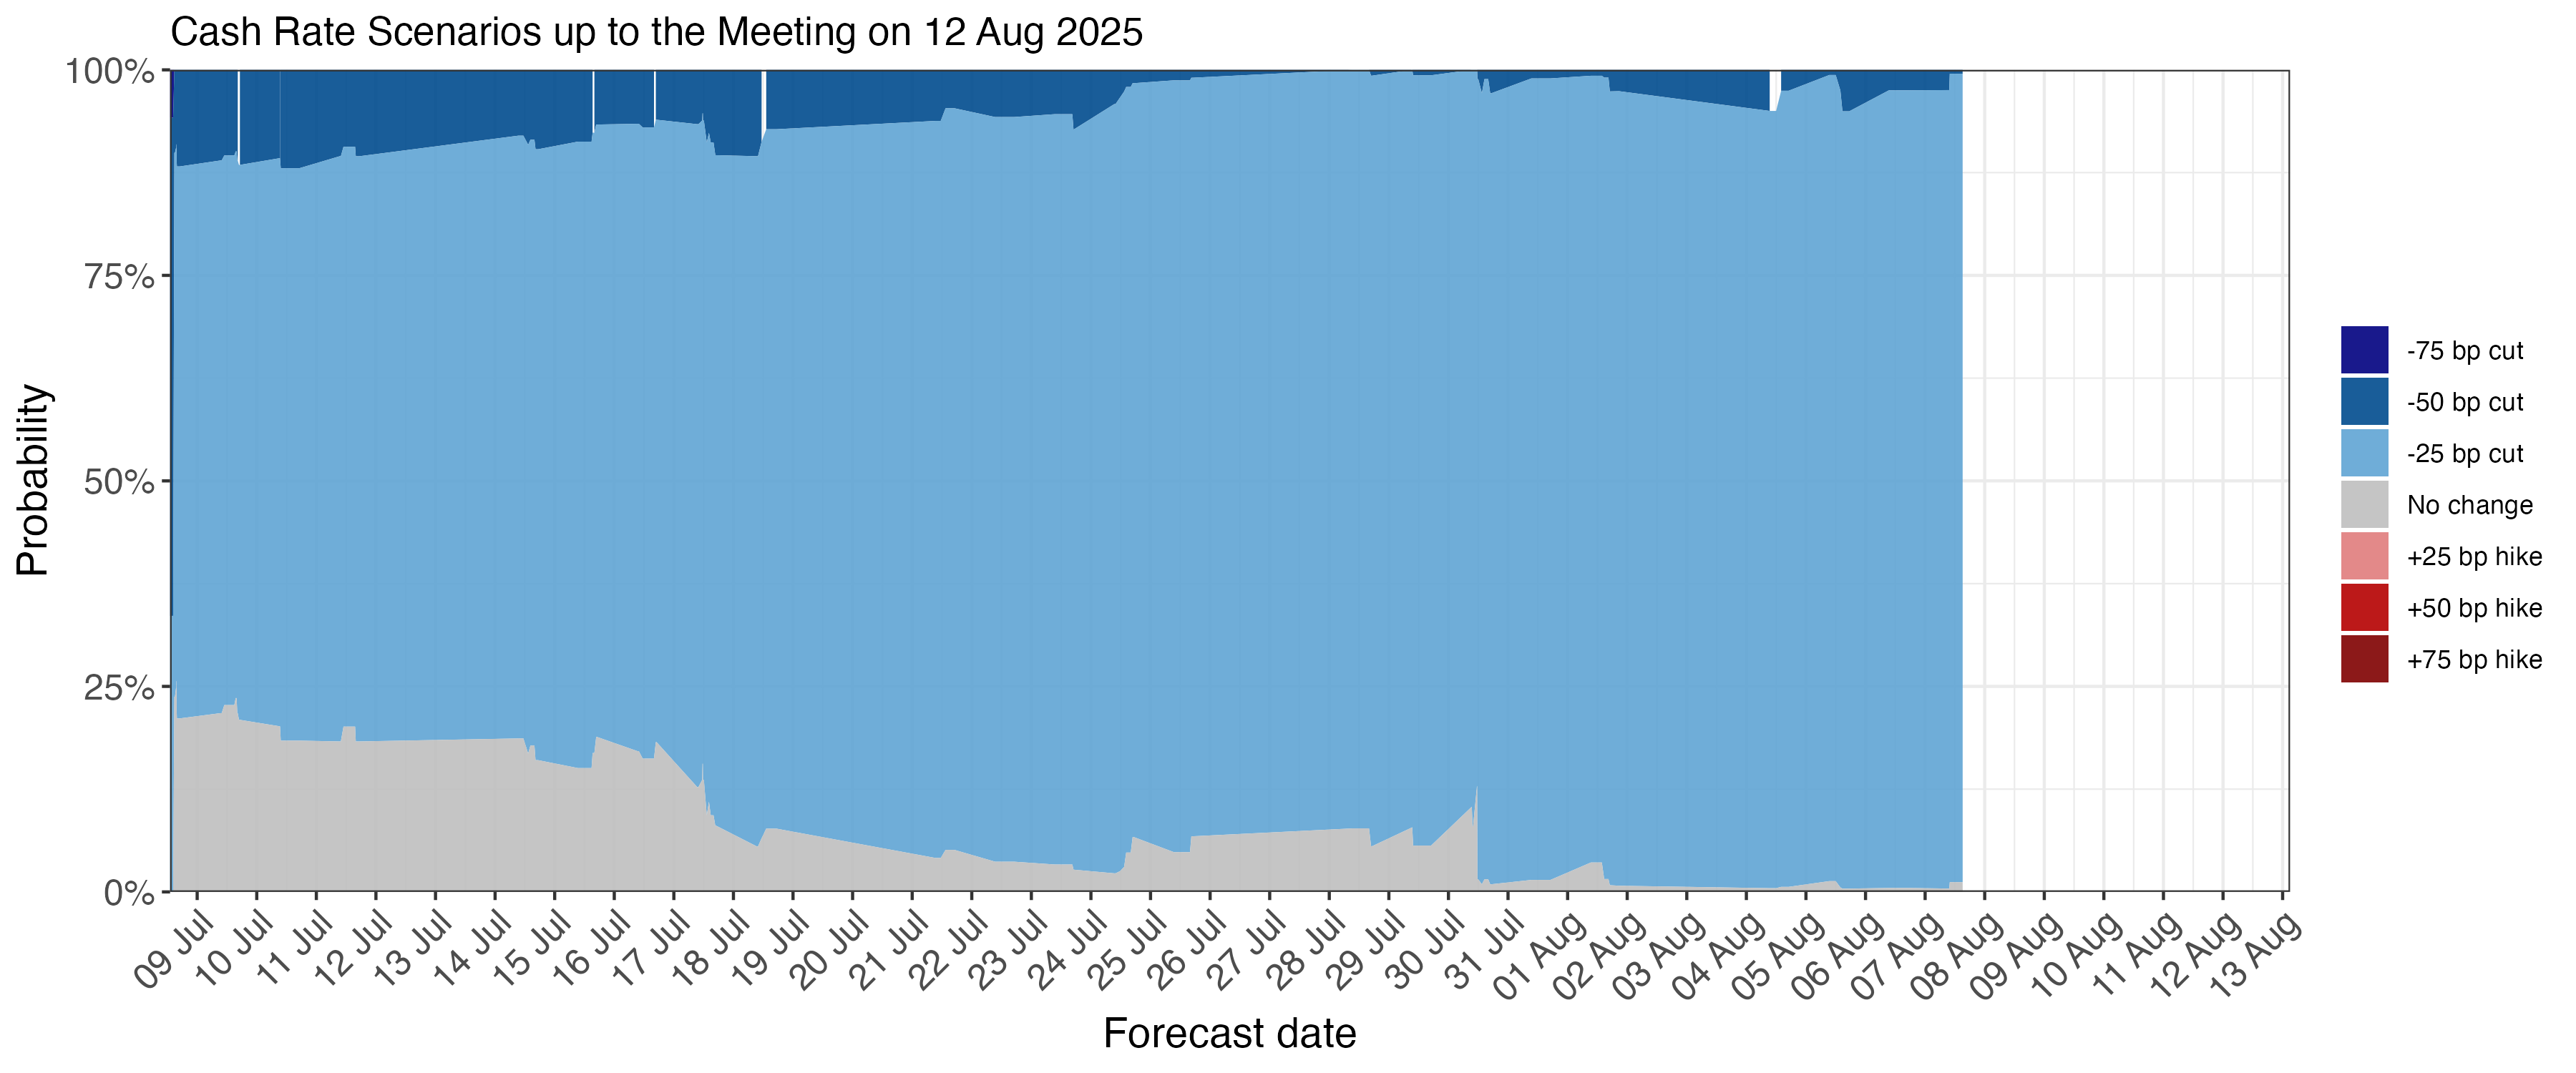 Cash Rate Scenarios up to the Meeting on 12 Aug 2025
Probability
100%
75%
50%
25%
0%
09 Jul
10 Jul
11 Jul
12 Jul
13 Jul
14 Jul
15 Jul
16 Jul
17 Jul
18 Jul
19 Jul
20 Jul
21 Jul
22 Jul
23 Jul
24 Jul
25 Jul
26 Jul
27 Jul
28 Jul
29 Jul
30 Jul
31 Jul
01 Aug
02 Aug
03 Aug
04 Aug
05 Aug
06 Aug
07 Aug
08 Aug
09 Aug
10 Aug
11 Aug
12 Aug
13 Aug
Forecast date
-75 bp cut
-50 bp cut
-25 bp cut
No change
+25 bp hike
+50 bp hike
+75 bp hike